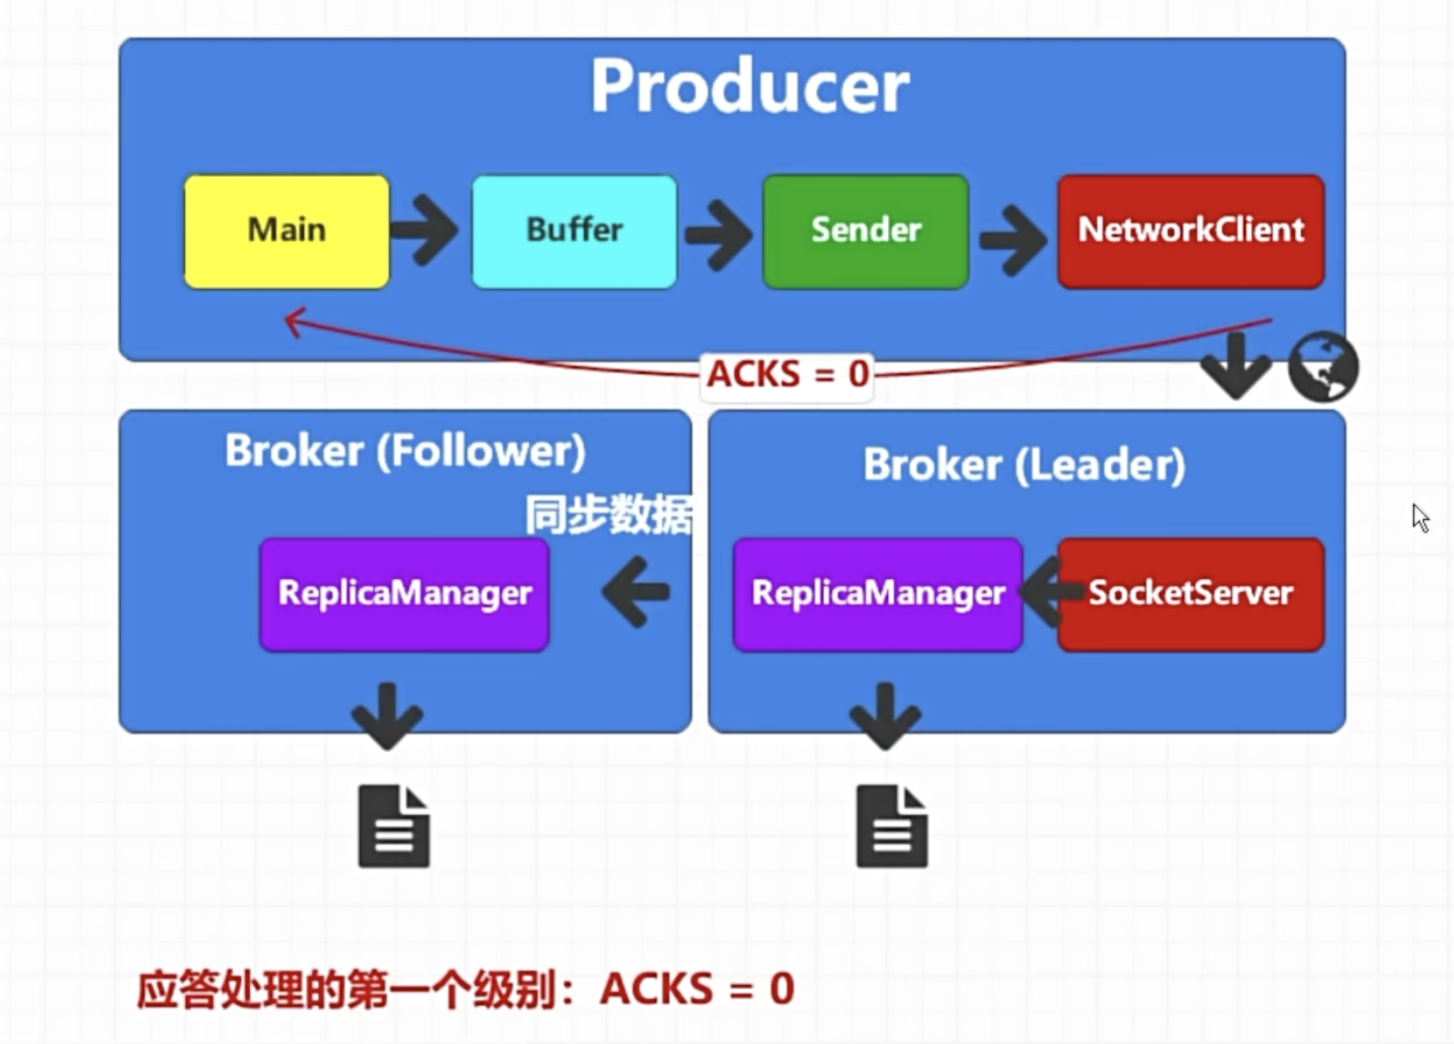 Producer
Main
Buffer
Sender
NetworkClient
ACKS = 0
Broker (Follower)
同步数据
ReplicaManager
Broker (Leader)
ReplicaManager
SocketServer
应答处理的第一个级别：ACKS = 0